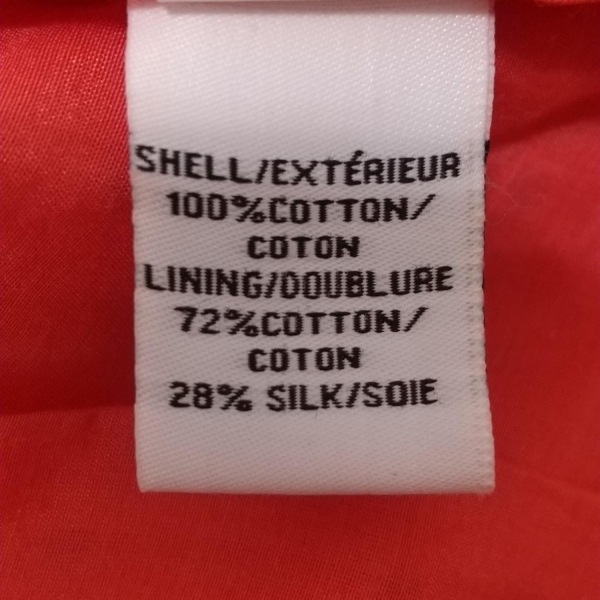 SHELL/EXTÉRIEUR
100%COTTON/
COTON
LINING/DOUBLURE
72%COTTON/
COTON
28% SILK/SOIE